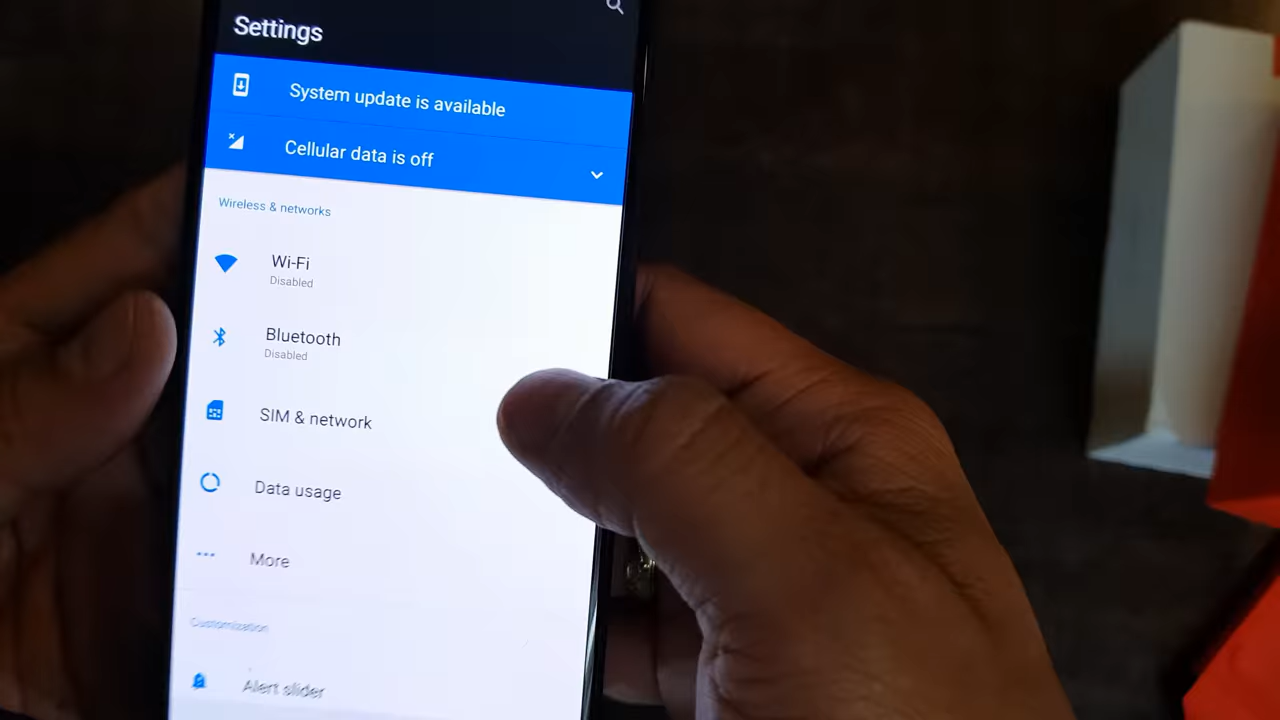 Settings
System update is available
Cellular data is off
Wireless & networks
Wi-Fi
Disabled
Bluetooth
Disabled
SIM & network
Data usage
More
Customization
Alert slider